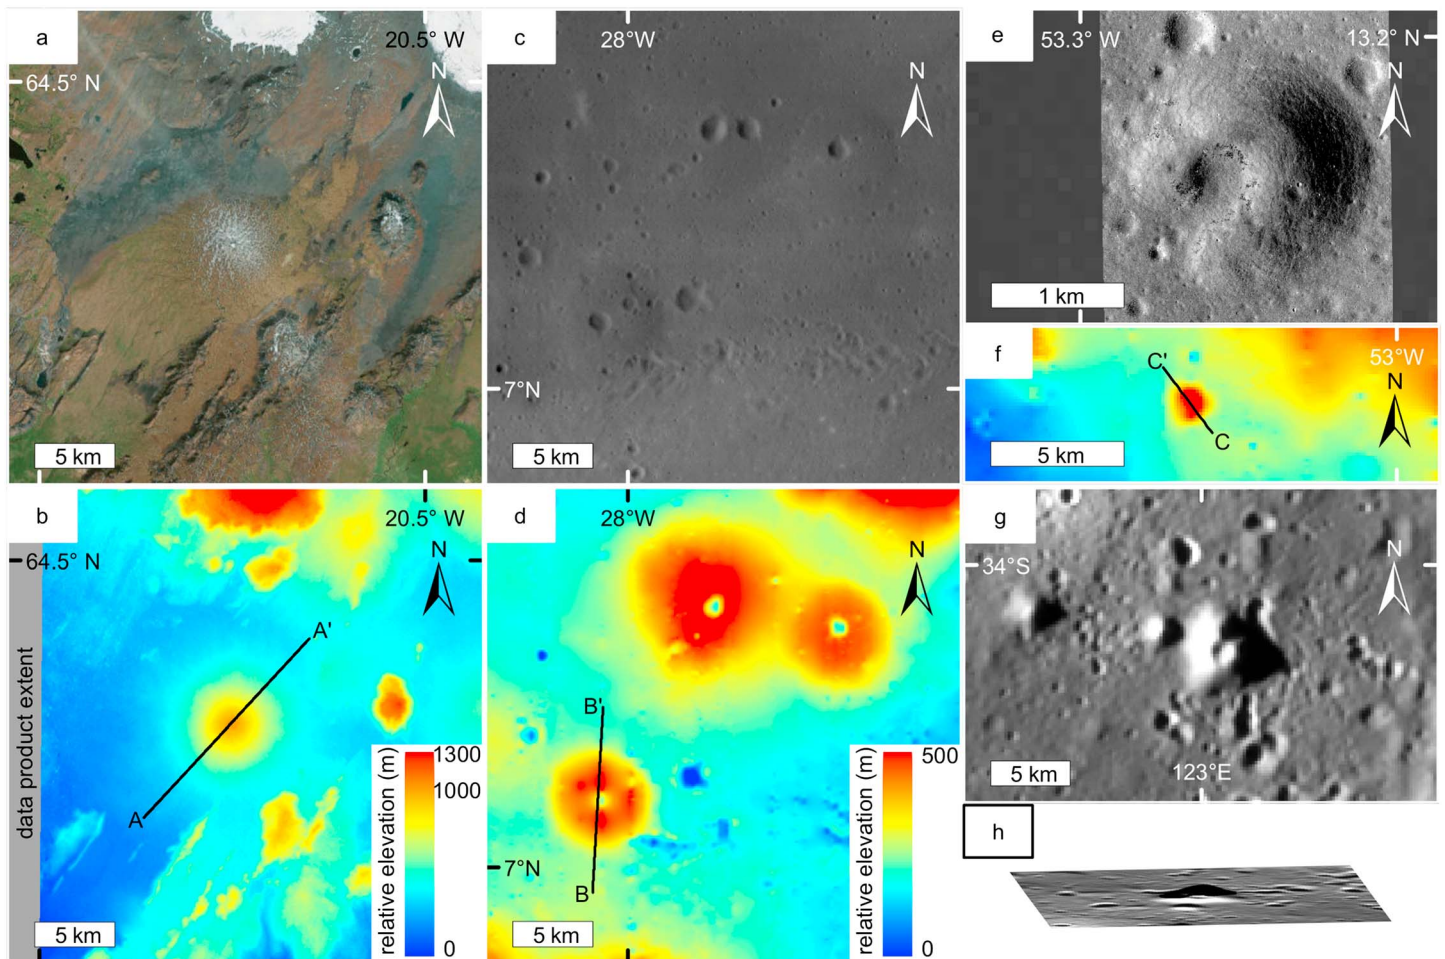 a
20.5° W
64.5° N
N
5 km
b
20.5° W
64.5° N
N
data product extent
A'
A
relative elevation (m)
1300
1000
0
5 km
c
28°W
N
7°N
5 km
d
28°W
N
B'
B
7°N
relative elevation (m)
500
0
5 km
e
53.3° W
13.2° N
N
1 km
f
53°W
C'
C
N
5 km
g
34°S
N
123°E
5 km
h